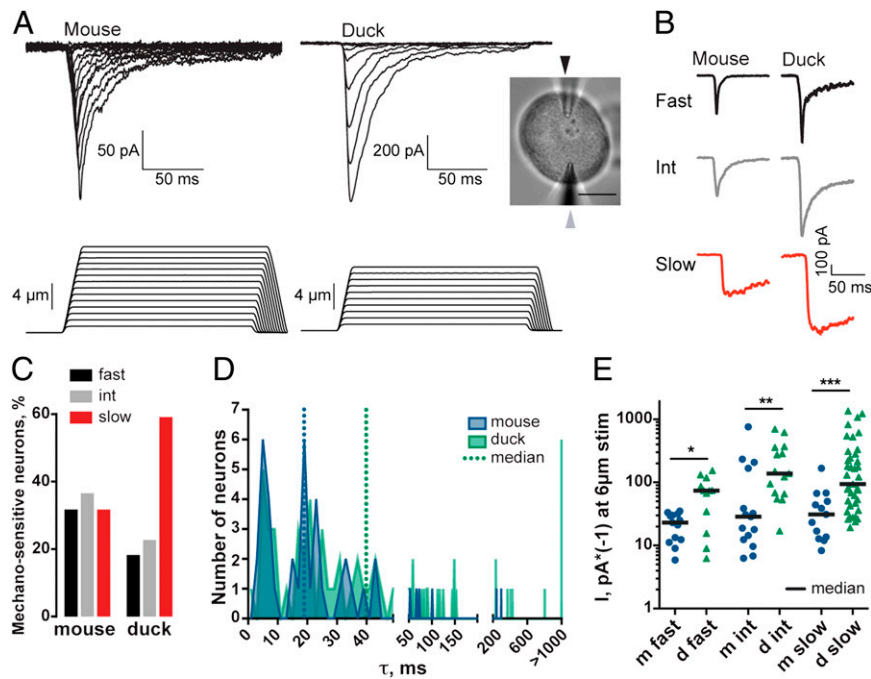 A
Mouse
Duck
50 pA
50 ms
200 pA
50 ms
4 µm
4 µm
B
Mouse
Duck
Fast
Int
Slow
100 pA
50 ms
C
fast
int
slow
Mechano-sensitive neurons, %
60
40
20
0
mouse
duck
D
Number of neurons
7
6
5
4
3
2
1
0
mouse
duck
median
0 10 20 30 40 50 100 150 200 600 >1000
τ, ms
E
I, pA*(-1) at 6µm stim
1000
100
10
1
*
**
***
median
m fast
d fast
m int
d int
m slow
d slow